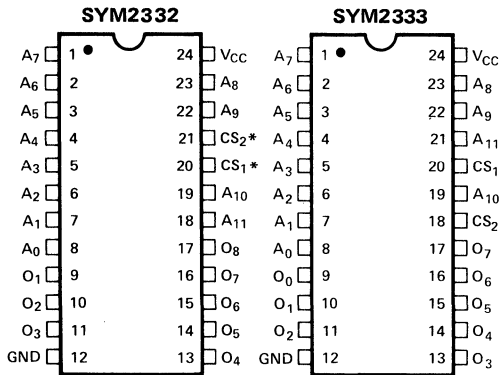 SYM2332
A7 1 24 VCC
A6 2 23 A8
A5 3 22 A9
A4 4 21 CS2*
A3 5 20 CS1*
A2 6 19 A10
A1 7 18 A11
A0 8 17 O8
O1 9 16 O7
O2 10 15 O6
O3 11 14 O5
GND 12 13 O4
SYM2333
A7 1 24 VCC
A6 2 23 A8
A5 3 22 A9
A4 4 21 A11
A3 5 20 CS1
A2 6 19 A10
A1 7 18 CS2
A0 8 17 O7
O0 9 16 O6
O1 10 15 O5
O2 11 14 O4
GND 12 13 O3